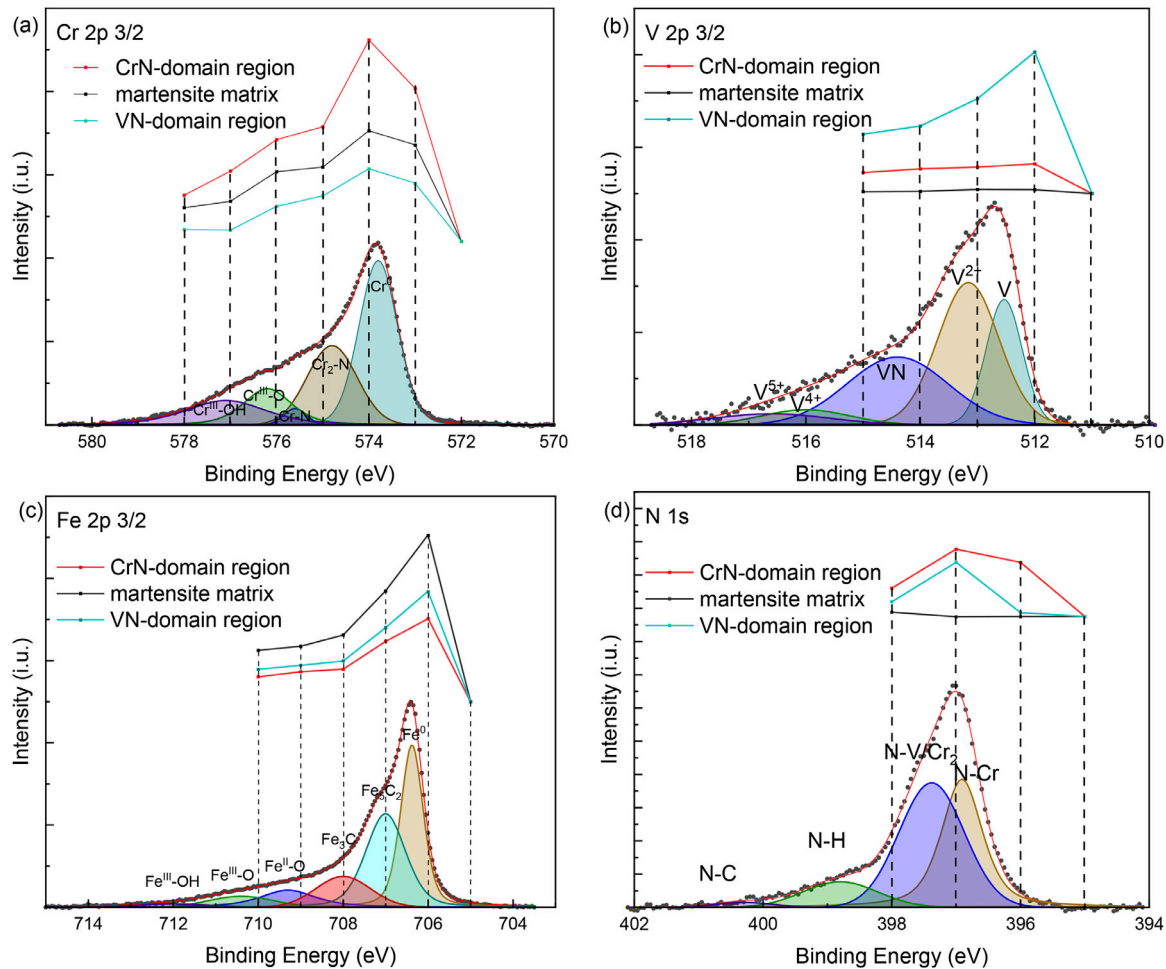 (a)
Cr 2p 3/2
CrN-domain region
martensite matrix
VN-domain region
Intensity (i.u.)
Cr
Cr₂-N
Cr-N
Crᴵᴵᴵ-O
Crᴵᴵᴵ-OH
580 578 576 574 572 570
Binding Energy (eV)
(b)
V 2p 3/2
CrN-domain region
martensite matrix
VN-domain region
Intensity (i.u.)
V⁵⁺
V⁴⁺
VN
V²⁺
V
518 516 514 512 510
Binding Energy (eV)
(c)
Fe 2p 3/2
CrN-domain region
martensite matrix
VN-domain region
Intensity (i.u.)
Feᴵᴵᴵ-OH
Feᴵᴵᴵ-O
Feᴵᴵ-O
Fe₃C
Fe₅C₂
Fe⁰
714 712 710 708 706 704
Binding Energy (eV)
(d)
N 1s
CrN-domain region
martensite matrix
VN-domain region
Intensity (i.u.)
N-C
N-H
N-V/Cr₂
N-Cr
402 400 398 396 394
Binding Energy (eV)